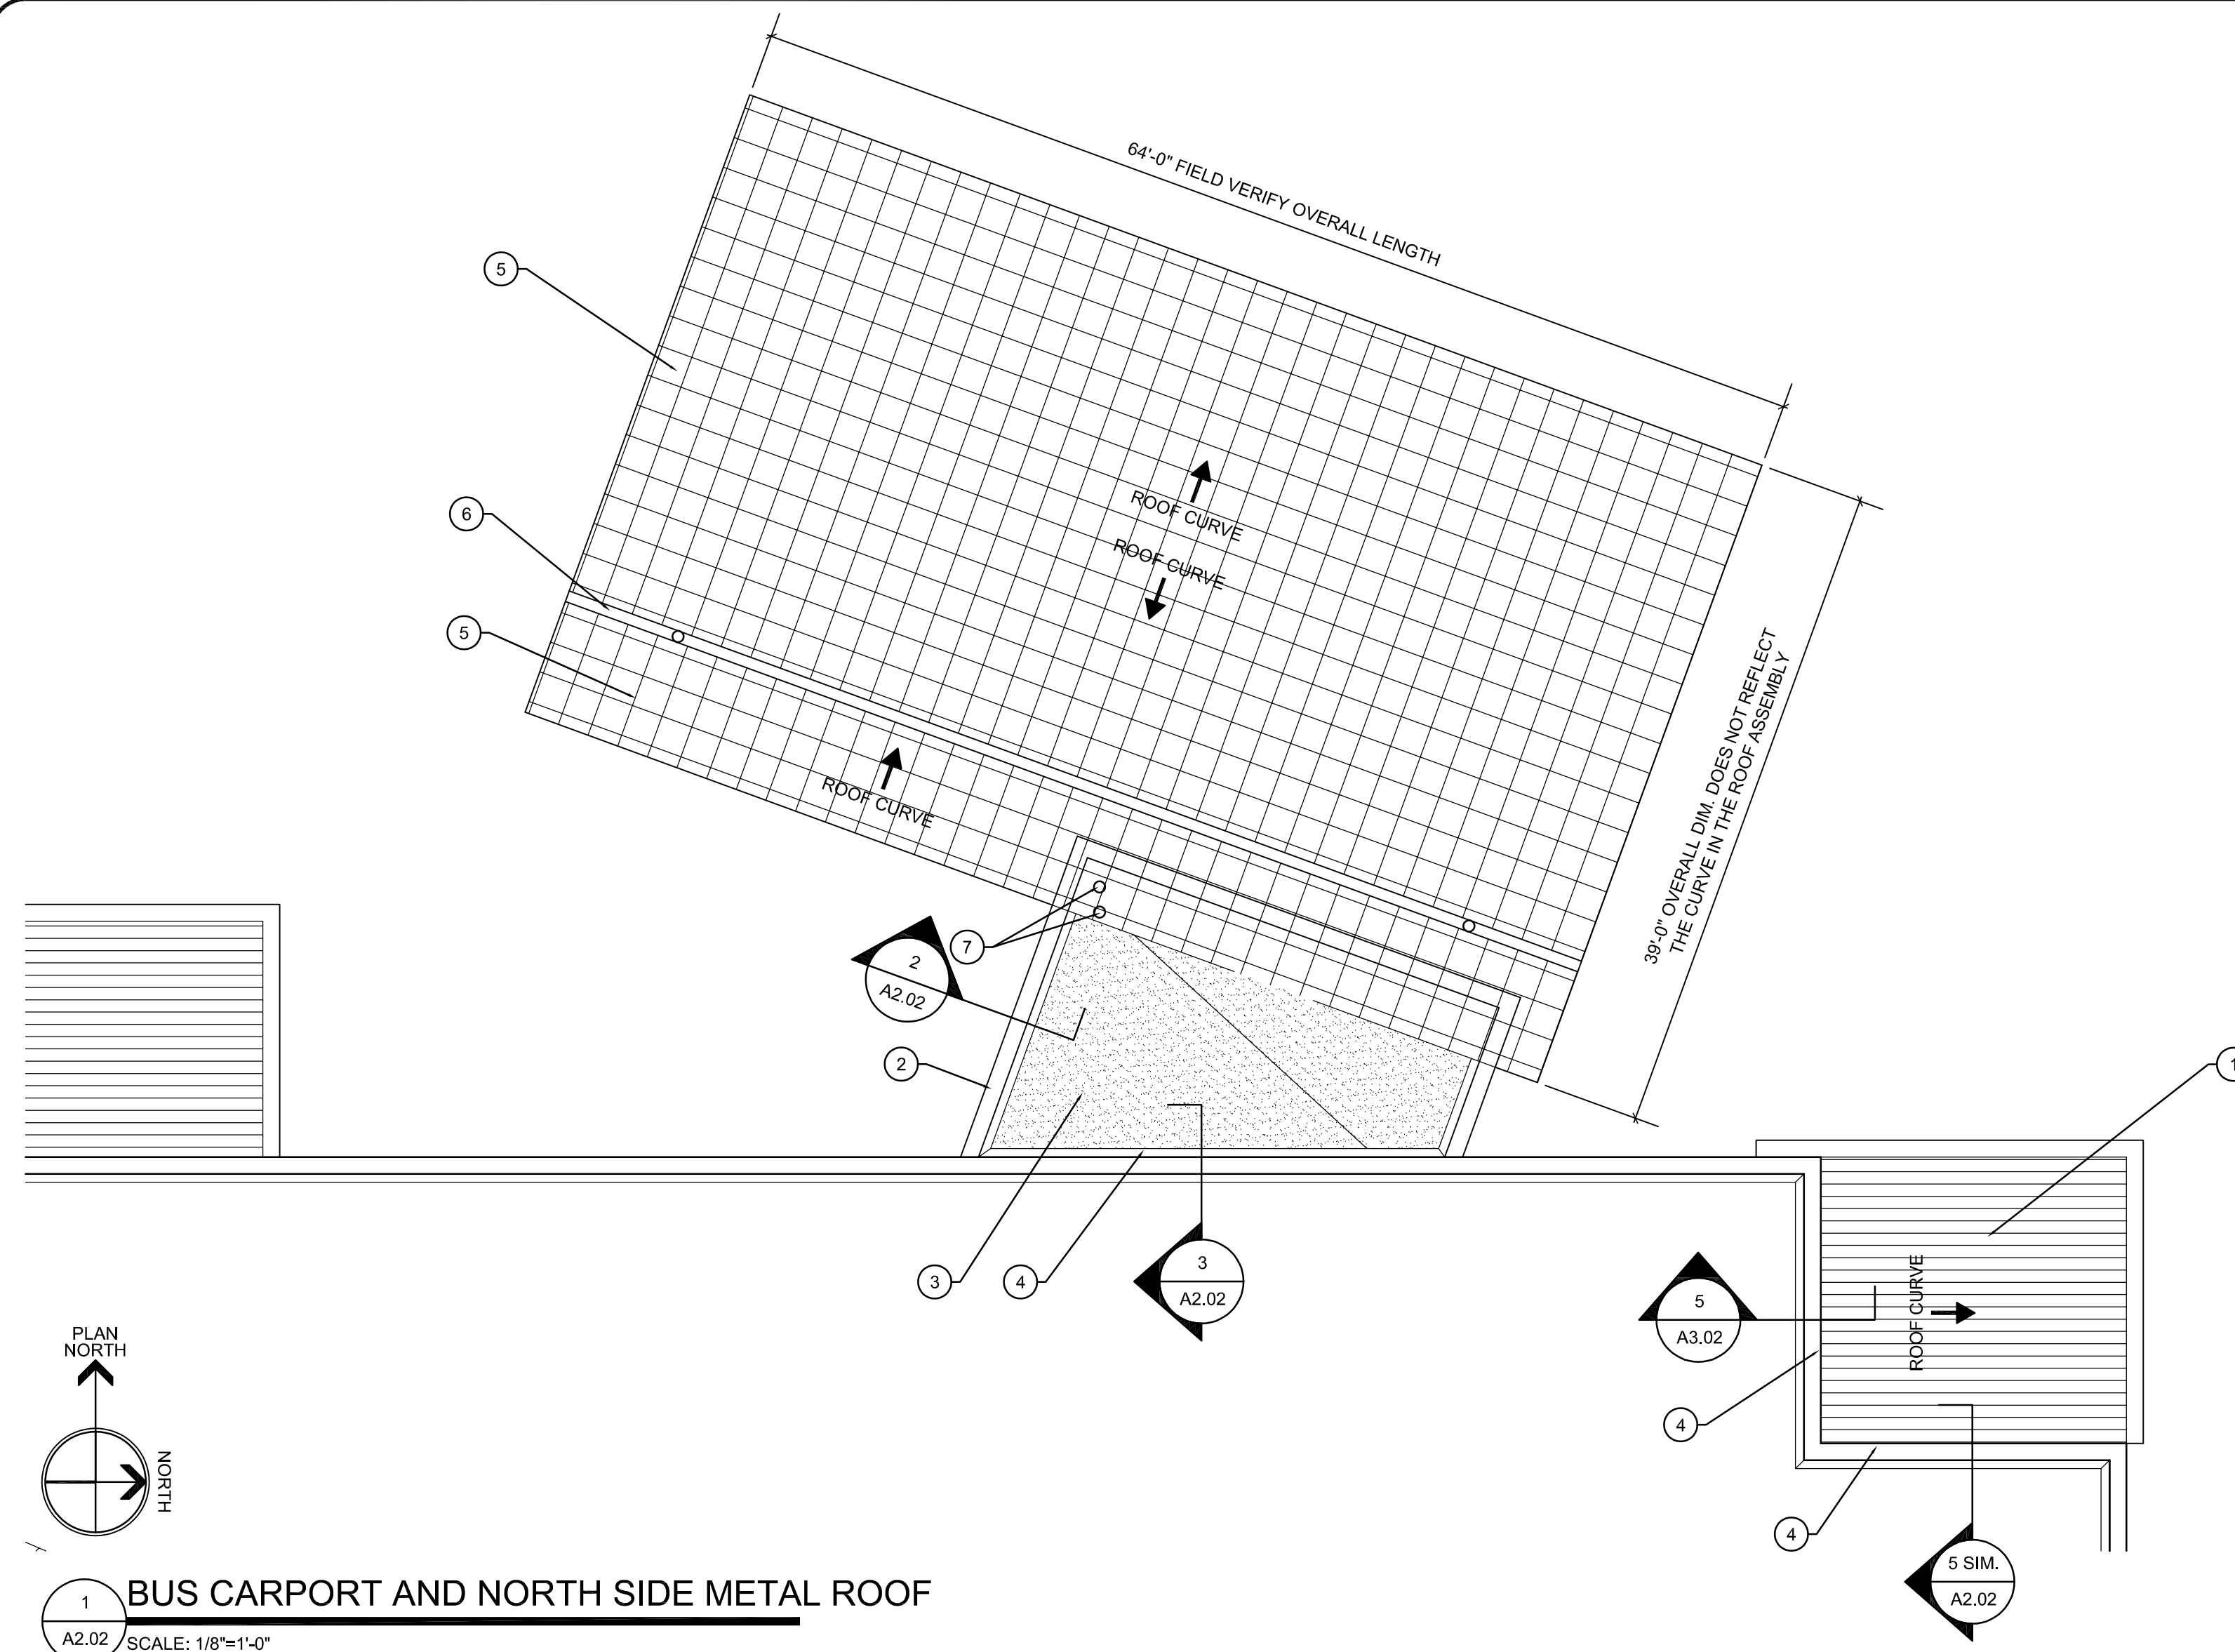 64'-0" FIELD VERIFY OVERALL LENGTH
5
ROOF CURVE
ROOF CURVE
6
5
ROOF CURVE
39'-0" OVERALL DIM. DOES NOT REFLECT
THE CURVE IN THE ROOF ASSEMBLY
7
2
A2.02
2
1
3
4
3
A2.02
5
A3.02
ROOF CURVE
4
4
5 SIM.
A2.02
PLAN
NORTH
NORTH
1
A2.02
BUS CARPORT AND NORTH SIDE METAL ROOF
SCALE: 1/8"=1'-0"